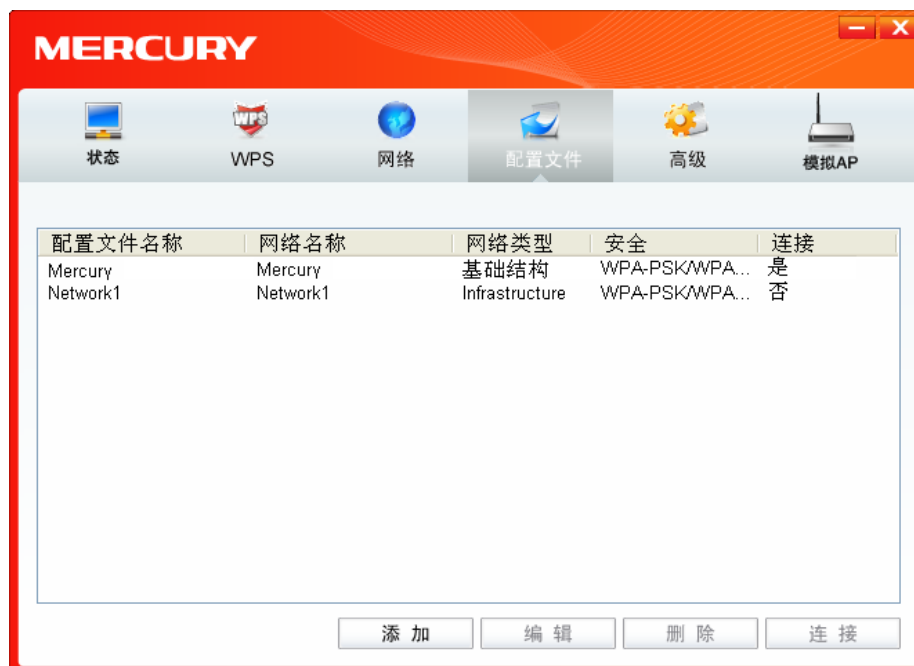 MERCURY
状态 WPS 网络 配置文件 高级 模拟AP
配置文件名称 网络名称 网络类型 安全 连接
Mercury Mercury 基础结构 WPA-PSK/WPA... 是
Network1 Network1 Infrastructure WPA-PSK/WPA... 否
添 加 编 辑 删 除 连 接